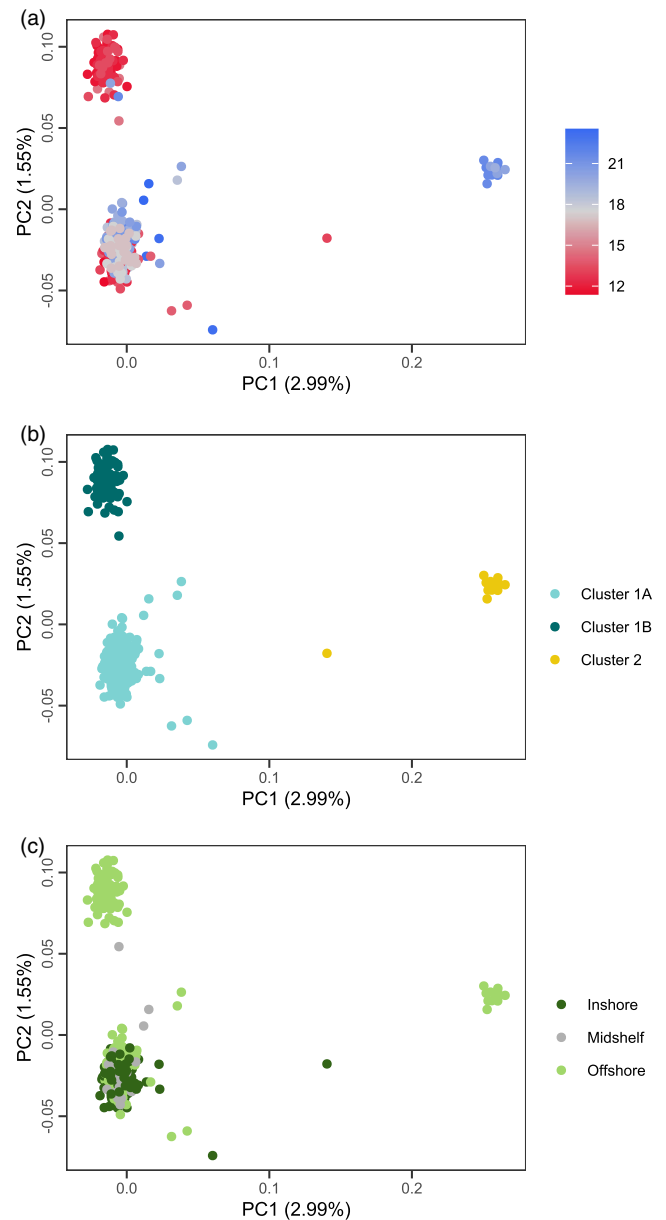 (a)
0.10
0.05
0.00
-0.05
PC2 (1.55%)
0.0
0.1
0.2
PC1 (2.99%)
21
18
15
12
(b)
0.10
0.05
0.00
-0.05
PC2 (1.55%)
0.0
0.1
0.2
PC1 (2.99%)
Cluster 1A
Cluster 1B
Cluster 2
(c)
0.10
0.05
0.00
-0.05
PC2 (1.55%)
0.0
0.1
0.2
PC1 (2.99%)
Inshore
Midshelf
Offshore